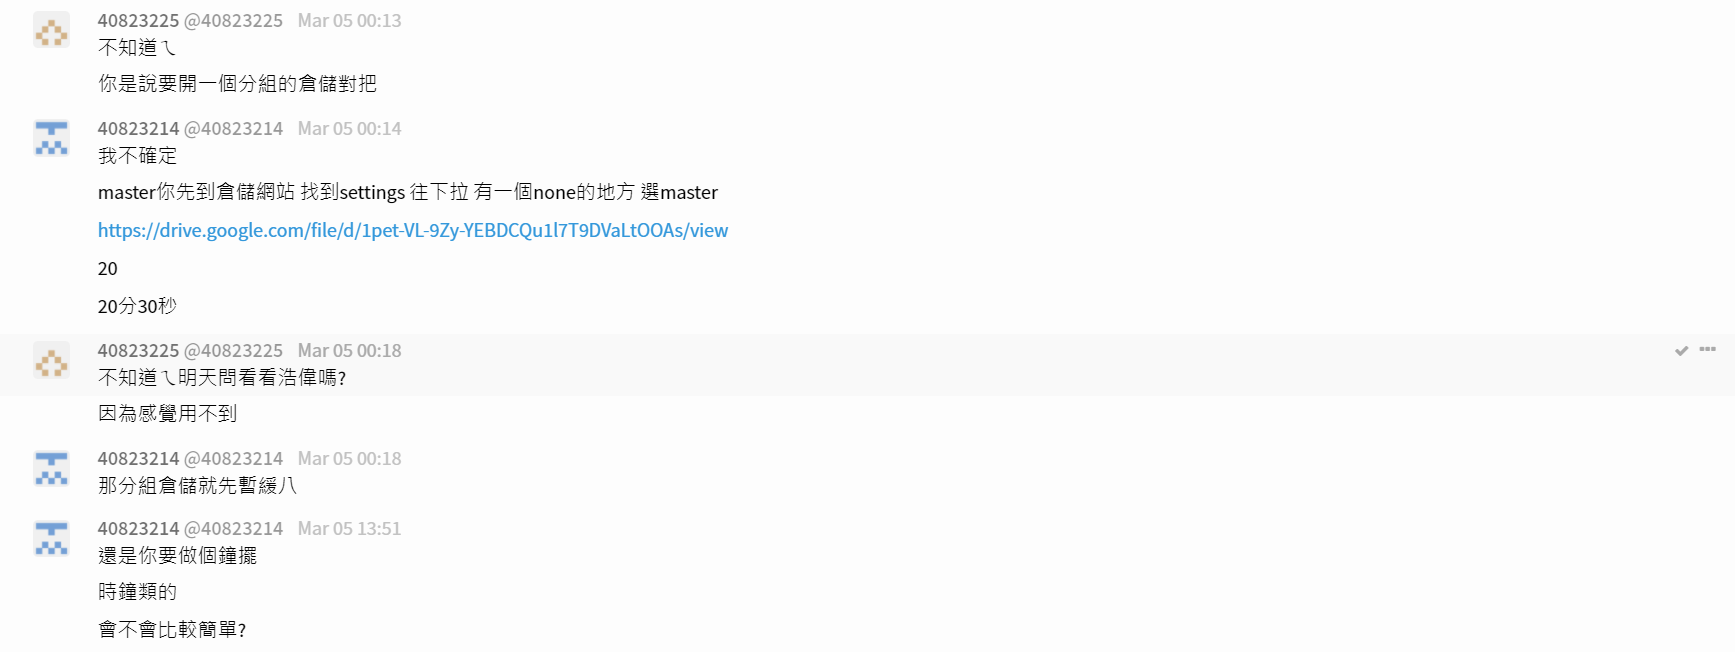 40823225 @40823225 Mar 05 00:13
不知道ㄟ
你是說要開一個分組的倉儲對把
40823214 @40823214 Mar 05 00:14
我不確定
master你先到倉儲網站 找到settings 往下拉 有一個none的地方 選master
https://drive.google.com/file/d/1pet-VL-9Zy-YEBDCQu1l7T9DVaLtOOAs/view
20
20分30秒
40823225 @40823225 Mar 05 00:18
不知道ㄟ明天問看看浩偉嗎?
因為感覺用不到
40823214 @40823214 Mar 05 00:18
那分組倉儲就先暫緩八
40823214 @40823214 Mar 05 13:51
還是你要做個鐘擺
時鐘類的
會不會比較簡單?